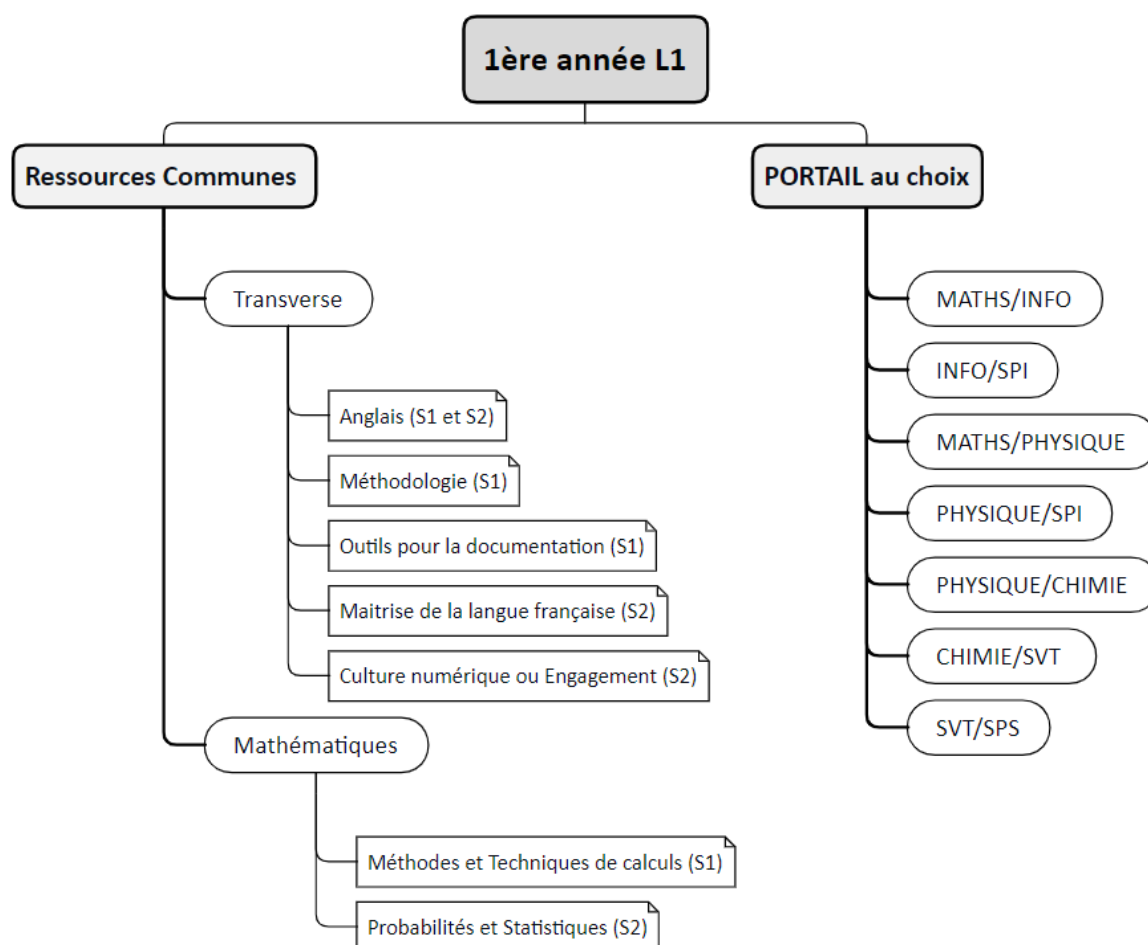 1ère année L1
Ressources Communes
PORTAIL au choix
Transverse
Anglais (S1 et S2)
Méthodologie (S1)
Outils pour la documentation (S1)
Maitrise de la langue française (S2)
Culture numérique ou Engagement (S2)
Mathématiques
Méthodes et Techniques de calculs (S1)
Probabilités et Statistiques (S2)
MATHS/INFO
INFO/SPI
MATHS/PHYSIQUE
PHYSIQUE/SPI
PHYSIQUE/CHIMIE
CHIMIE/SVT
SVT/SPS